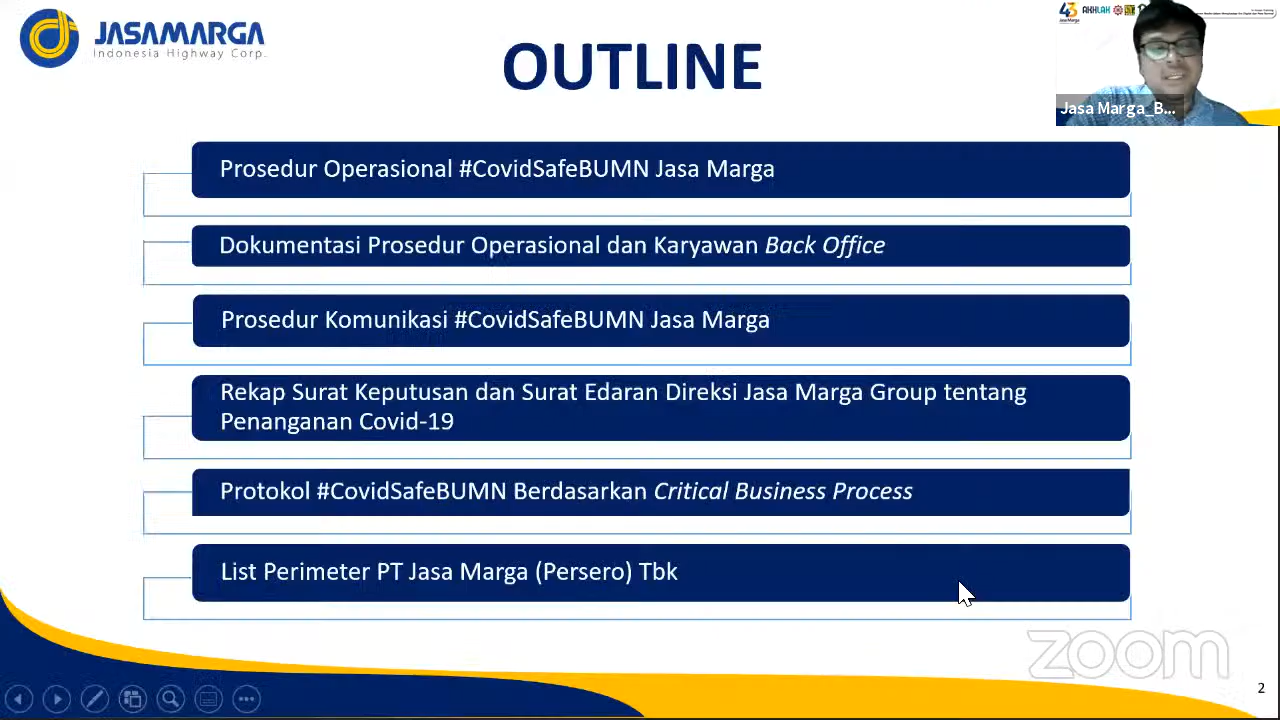 JASAMARGA
Indonesia Highway Corp.
OUTLINE
43
AKHLAK
Jasa Marga_B...
Prosedur Operasional #CovidSafeBUMN Jasa Marga
Dokumentasi Prosedur Operasional dan Karyawan Back Office
Prosedur Komunikasi #CovidSafeBUMN Jasa Marga
Rekap Surat Keputusan dan Surat Edaran Direksi Jasa Marga Group tentang
Penanganan Covid-19
Protokol #CovidSafeBUMN Berdasarkan Critical Business Process
List Perimeter PT Jasa Marga (Persero) Tbk
zoom
2